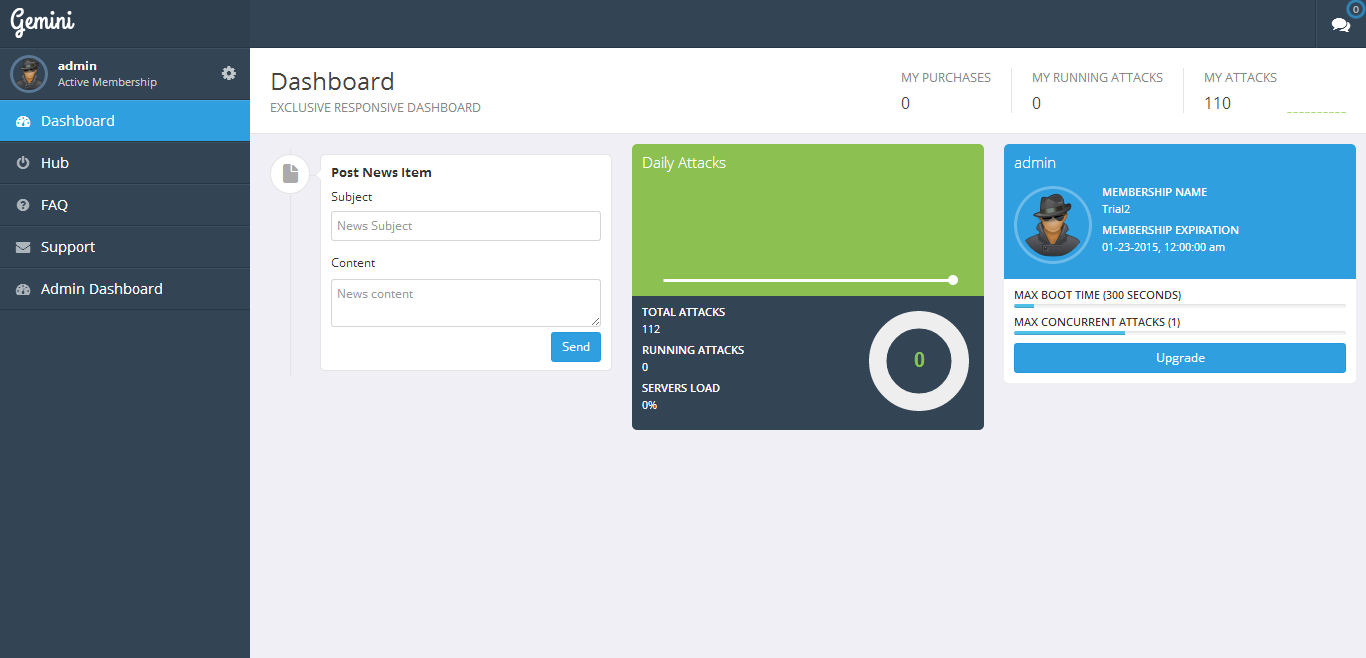 Gemini
0
admin
Active Membership
Dashboard
Hub
FAQ
Support
Admin Dashboard
Dashboard
EXCLUSIVE RESPONSIVE DASHBOARD
MY PURCHASES
0
MY RUNNING ATTACKS
0
MY ATTACKS
110
Post News Item
Subject
News Subject
Content
News content
Send
Daily Attacks
TOTAL ATTACKS
112
RUNNING ATTACKS
0
SERVERS LOAD
0%
0
admin
MEMBERSHIP NAME
Trial2
MEMBERSHIP EXPIRATION
01-23-2015, 12:00:00 am
MAX BOOT TIME (300 SECONDS)
MAX CONCURRENT ATTACKS (1)
Upgrade